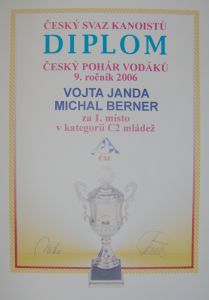 ČESKÝ SVAZ KANOISTŮ
DIPLOM
ČESKÝ POHÁR VODÁKŮ
9. ročník 2006
VOJTA JANDA
MICHAL BERNER
za 1. místo
v kategorii C2 mládež